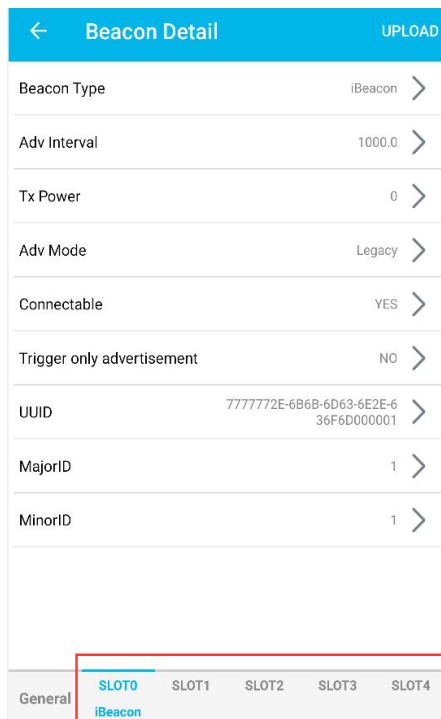 Beacon Detail UPLOAD
Beacon Type iBeacon
Adv Interval 1000.0
Tx Power 0
Adv Mode Legacy
Connectable YES
Trigger only advertisement NO
UUID 7777772E-6B6B-6D63-6E2E-6
36F6D000001
MajorID 1
MinorID 1
General SLOT0 SLOT1 SLOT2 SLOT3 SLOT4
iBeacon